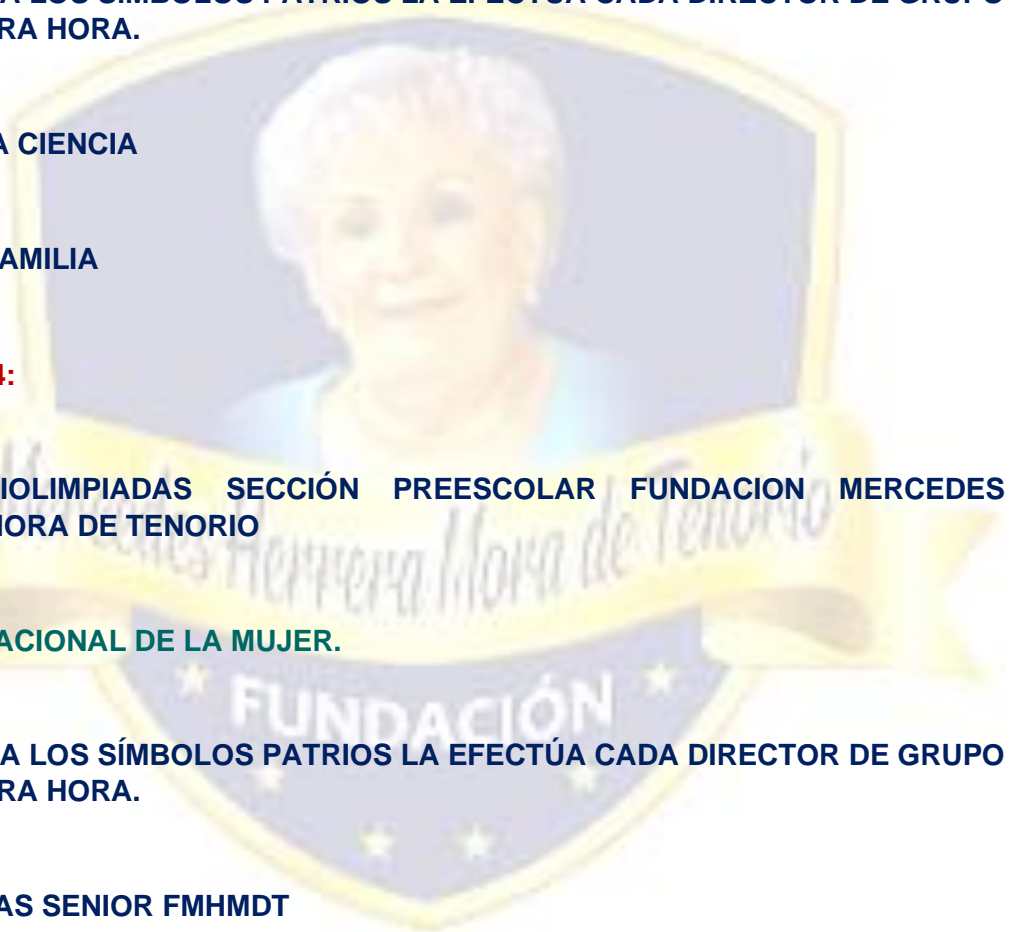 A LOS SÍMBOLOS PATRIOS LA EFECTÚA CADA DIRECTOR DE GRUPO
RA HORA.
A CIENCIA
AMILIA
4:
IOLIMPIADAS SECCIÓN PREESCOLAR FUNDACION MERCEDES
MORA DE TENORIO
Mercedes Herrera Mora de Tenorio
ACIONAL DE LA MUJER.
FUNDACIÓN
A LOS SÍMBOLOS PATRIOS LA EFECTÚA CADA DIRECTOR DE GRUPO
RA HORA.
AS SENIOR FMHMDT